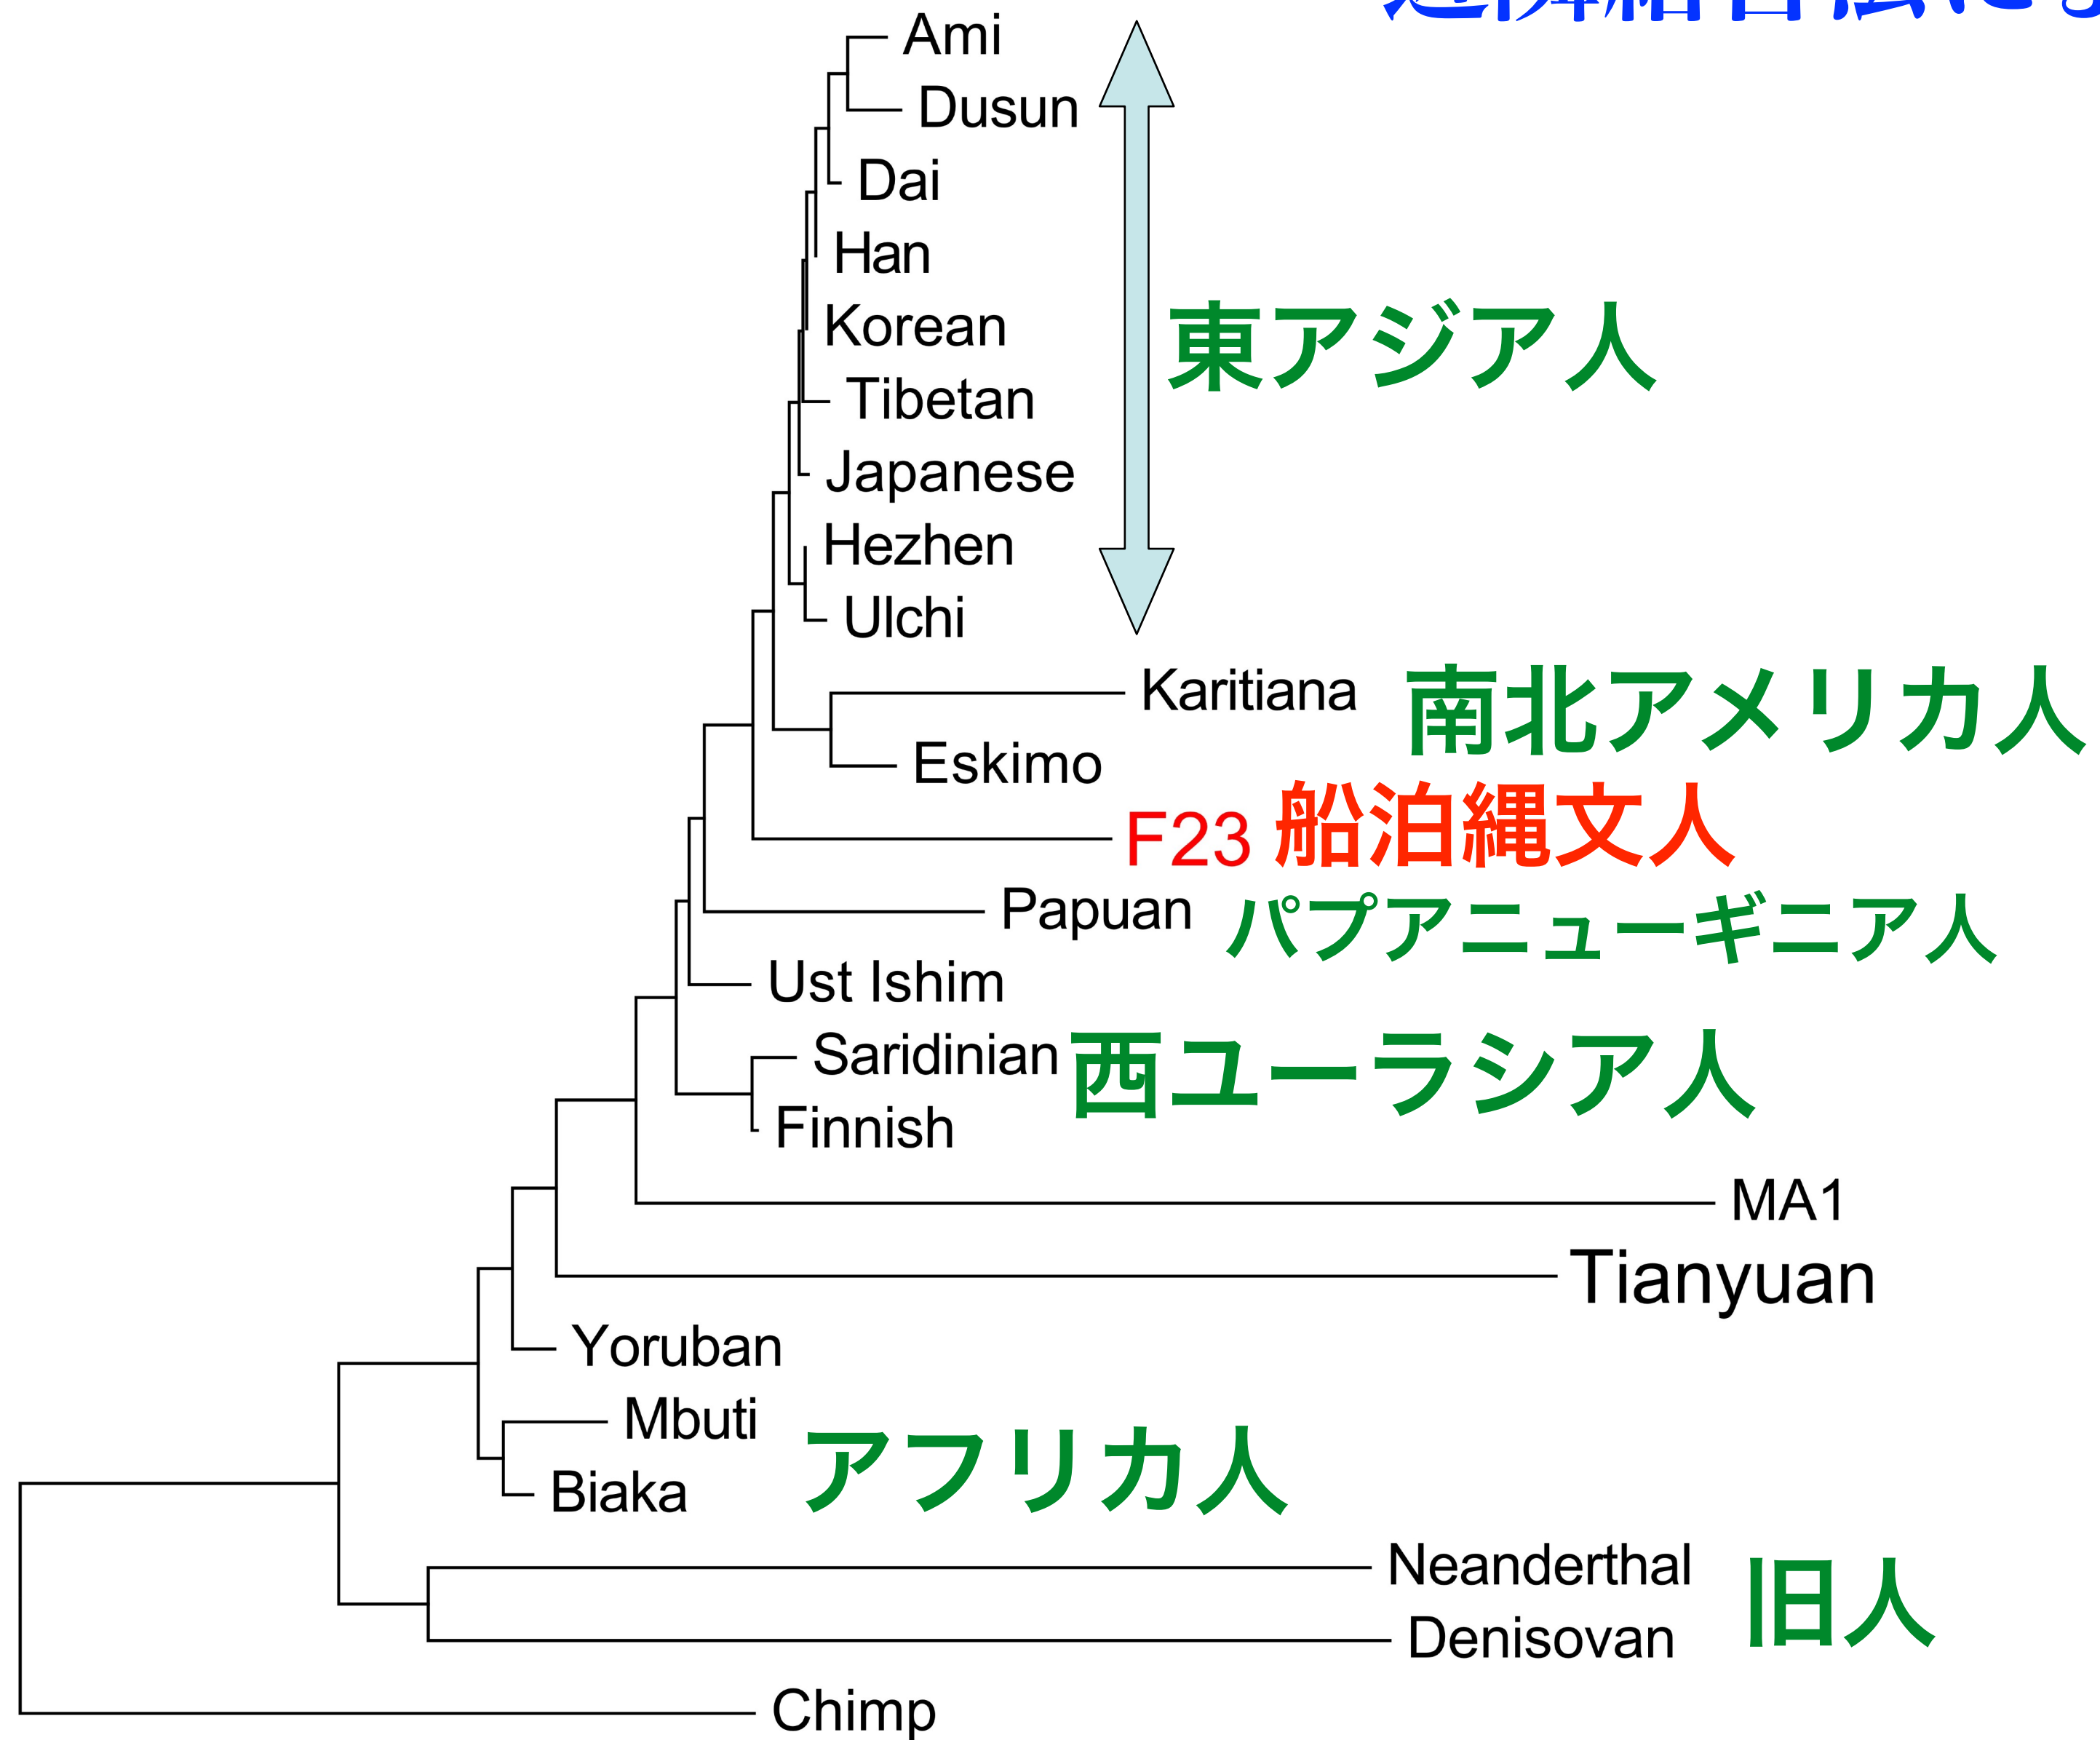 Ami
Dusun
Dai
Han
Korean
東アジア人
Tibetan
Japanese
Hezhen
Ulchi
Karitiana 南北アメリカ人
Eskimo
F23 船泊縄文人
Papuan パプアニューギニア人
Ust Ishim
Saridinian 西ユーラシア人
Finnish
MA1
Tianyuan
Yoruban
Mbuti
アフリカ人
Biaka
Neanderthal
旧人
Denisovan
Chimp